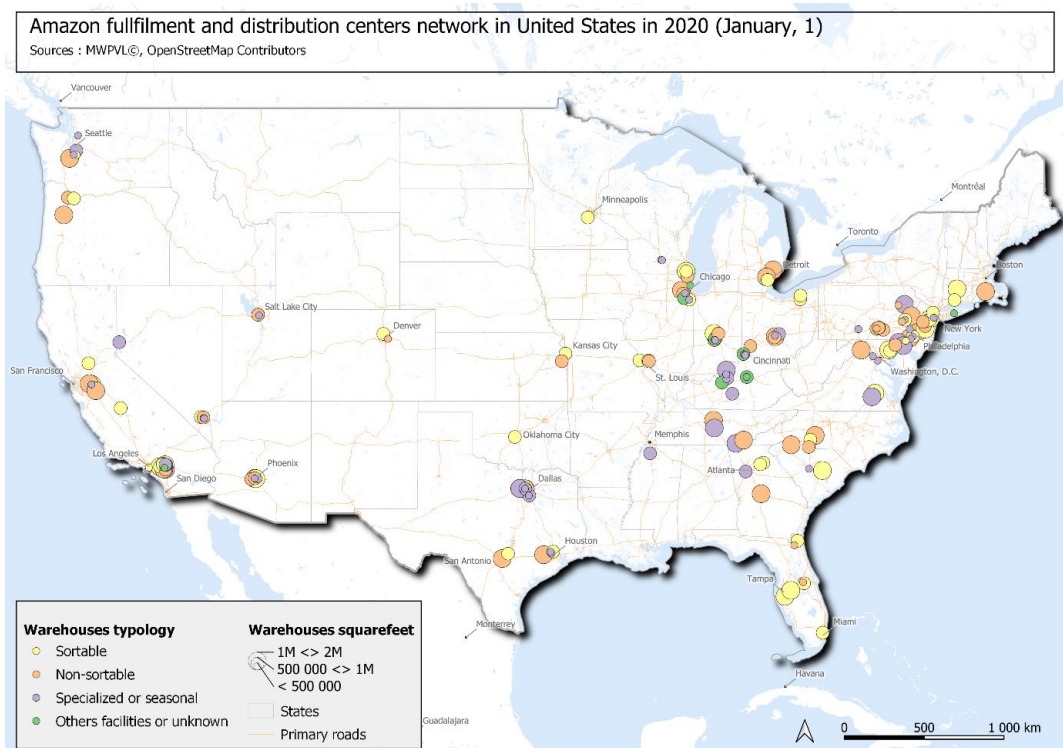 Amazon fullfilment and distribution centers network in United States in 2020 (January, 1)
Sources : MWPVL©, OpenStreetMap Contributors
Vancouver
Seattle
Montréal
Minneapolis
Toronto
Boston
Detroit
Chicago
Salt Lake City
New York
Denver
Philadelphia
Kansas City
Cincinnati
San Francisco
Washington, D.C.
St. Louis
Oklahoma City
Memphis
Los Angeles
Phoenix
Atlanta
San Diego
Dallas
Houston
San Antonio
Tampa
Monterrey
Miami
Havana
Guadalajara
Warehouses typology
Sortable
Non-sortable
Specialized or seasonal
Others facilities or unknown
Warehouses squarefeet
1M <> 2M
500 000 <> 1M
< 500 000
States
Primary roads
0 500 1 000 km